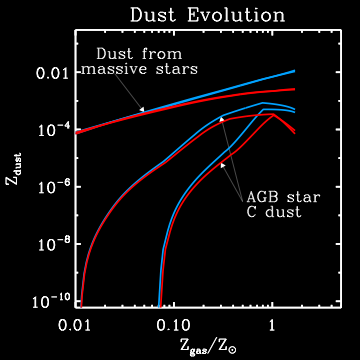 Dust Evolution
Dust from
massive stars
0.01
10⁻⁴
10⁻⁶
10⁻⁸
10⁻¹⁰
Z_dust
AGB star
C dust
0.01 0.10 1
Z_gas/Z_⊙